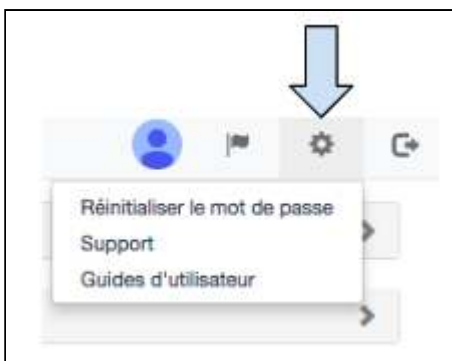 Réinitialiser le mot de passe
Support
Guides d'utilisateur